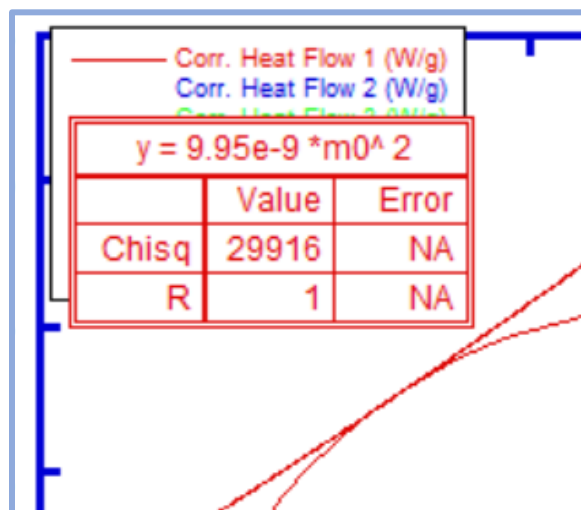 Corr. Heat Flow 1 (W/g)
Corr. Heat Flow 2 (W/g)
y = 9.95e-9 *m0^ 2
Value Error
Chisq 29916 NA
R 1 NA